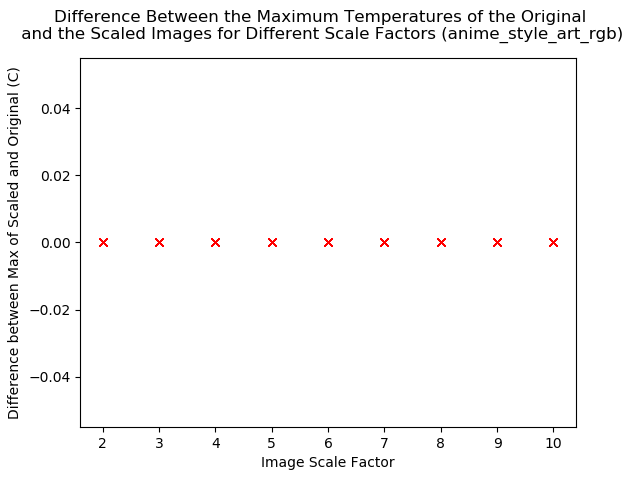 Difference Between the Maximum Temperatures of the Original
and the Scaled Images for Different Scale Factors (anime_style_art_rgb)
Difference between Max of Scaled and Original (C)
0.04
0.02
0.00
−0.02
−0.04
2 3 4 5 6 7 8 9 10
Image Scale Factor